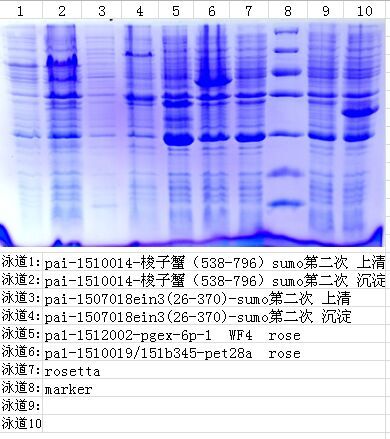 1 2 3 4 5 6 7 8 9 10
泳道1: pai-1510014-梭子蟹（538-796）sumo第二次 上清
泳道2: pai-1510014-梭子蟹（538-796）sumo第二次 沉淀
泳道3: pai-1507018ein3(26-370)-sumo第二次 上清
泳道4: pai-1507018ein3(26-370)-sumo第二次 沉淀
泳道5: pa1-1512002-pgex-6p-1 WF4 rose
泳道6: pa1-1510019/151b345-pet28a rose
泳道7: rosetta
泳道8: marker
泳道9:
泳道10